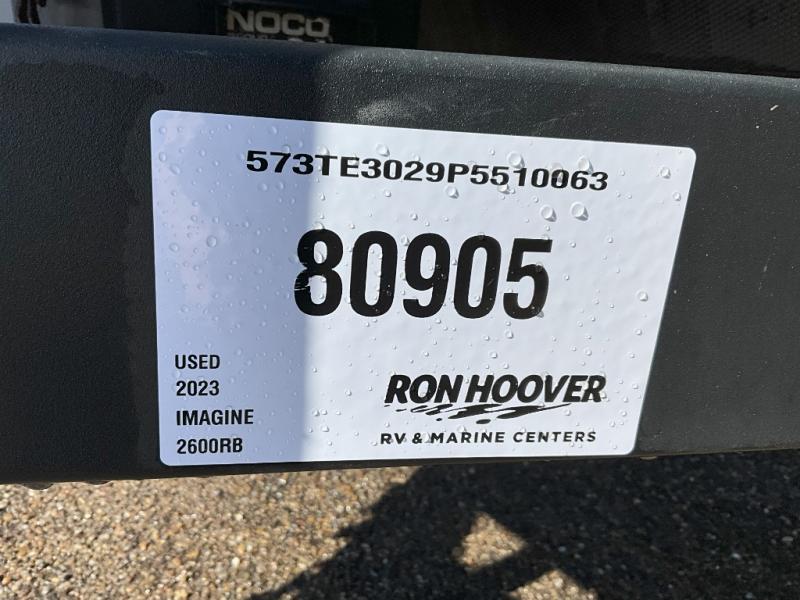 NOCO
573TE3029P5510063
80905
USED
2023
IMAGINE
2600RB
RON HOOVER
RV & MARINE CENTERS